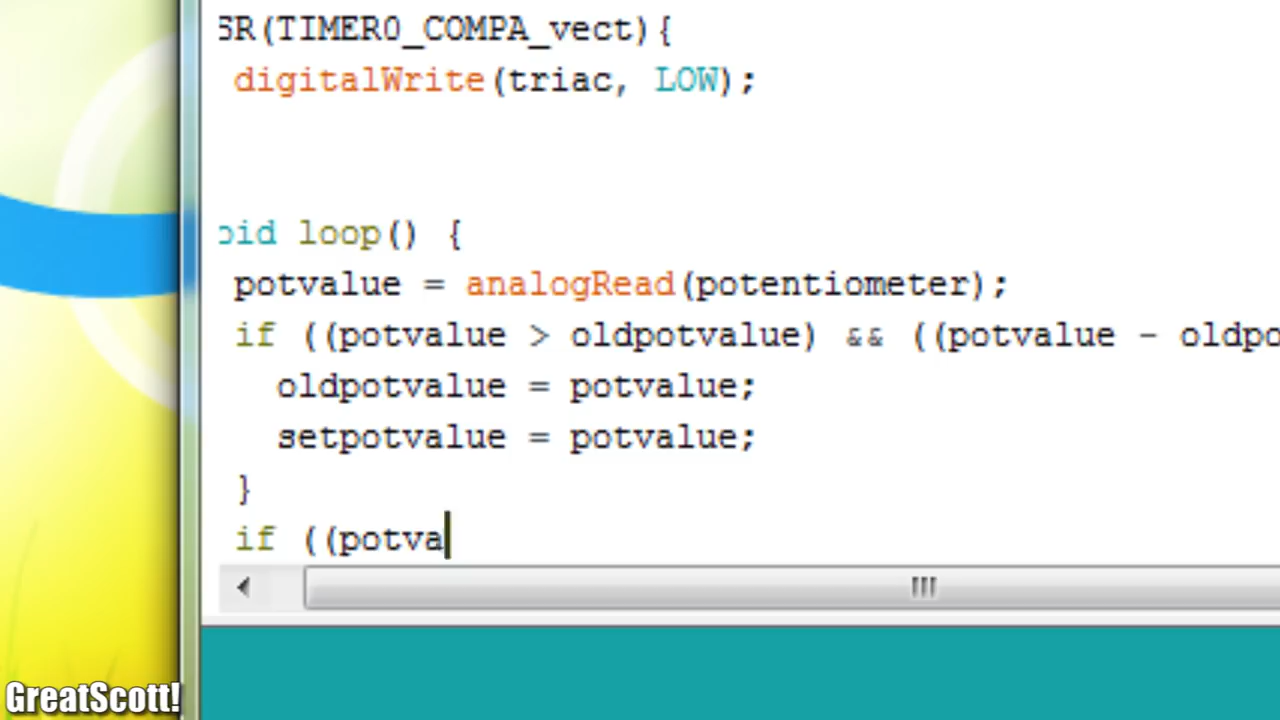 SR(TIMER0_COMPA_vect){
digitalWrite(triac, LOW);
oid loop() {
potvalue = analogRead(potentiometer);
if ((potvalue > oldpotvalue) && ((potvalue - oldpo
oldpotvalue = potvalue;
setpotvalue = potvalue;
}
if ((potva
GreatScott!